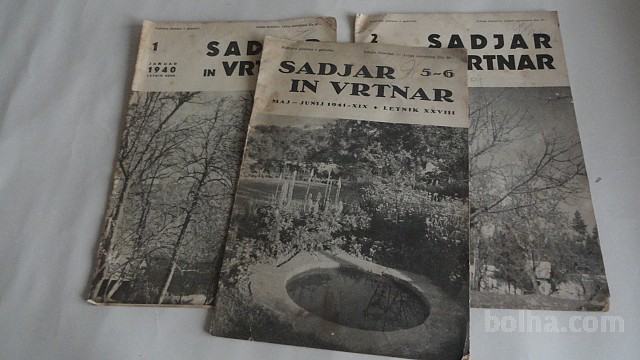 1
JANUAR
1940
SADJAR
IN VRT
SADJAR 5-6
IN VRTNAR
MAJ - JUNIJ 1941-XIX • LETNIK XXVIII
2
SADJAR
VRTNAR
bolha.com